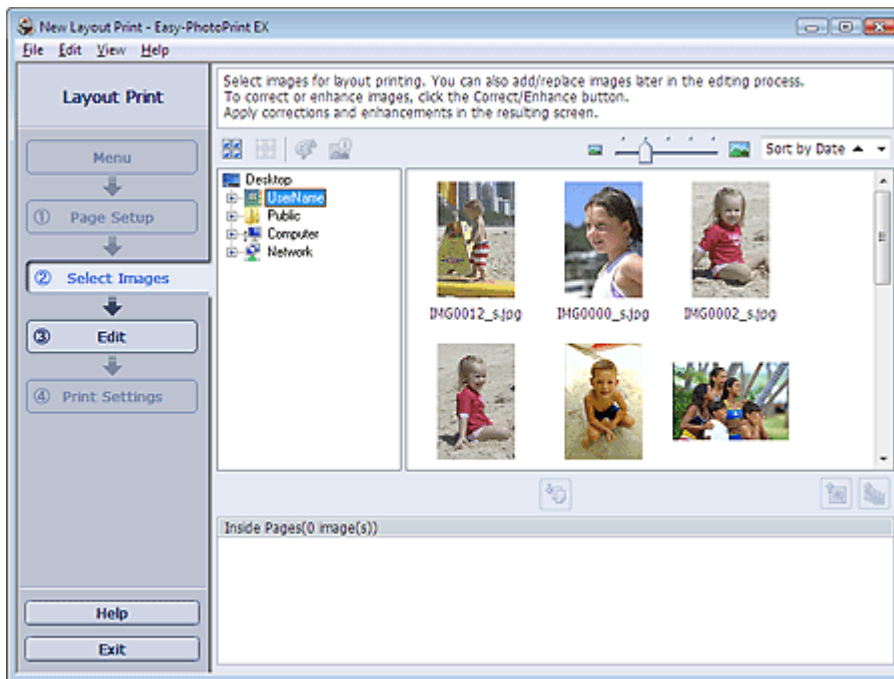 New Layout Print - Easy-PhotoPrint EX
File Edit View Help
Layout Print
Menu
① Page Setup
② Select Images
③ Edit
④ Print Settings
Help
Exit
Select images for layout printing. You can also add/replace images later in the editing process.
To correct or enhance images, click the Correct/Enhance button.
Apply corrections and enhancements in the resulting screen.
Sort by Date
Desktop
UserName
Public
Computer
Network
IMG0012_s.jpg IMG0000_s.jpg IMG0002_s.jpg
Inside Pages(0 image(s))